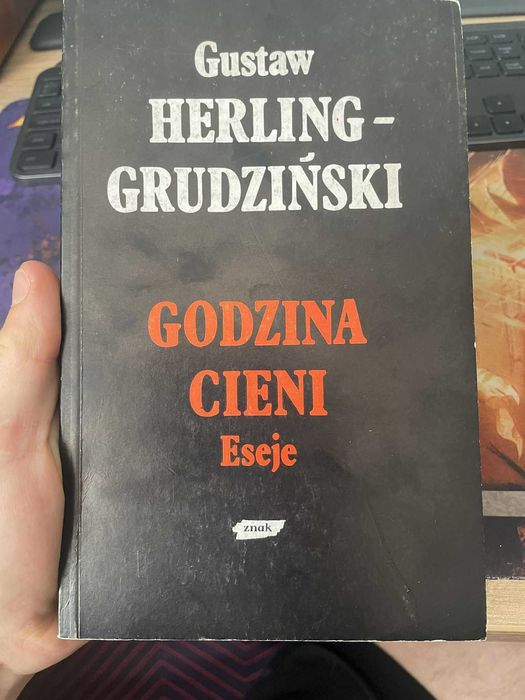 Gustaw
HERLING-
GRUDZIŃSKI
GODZINA
CIENI
Eseje
znak